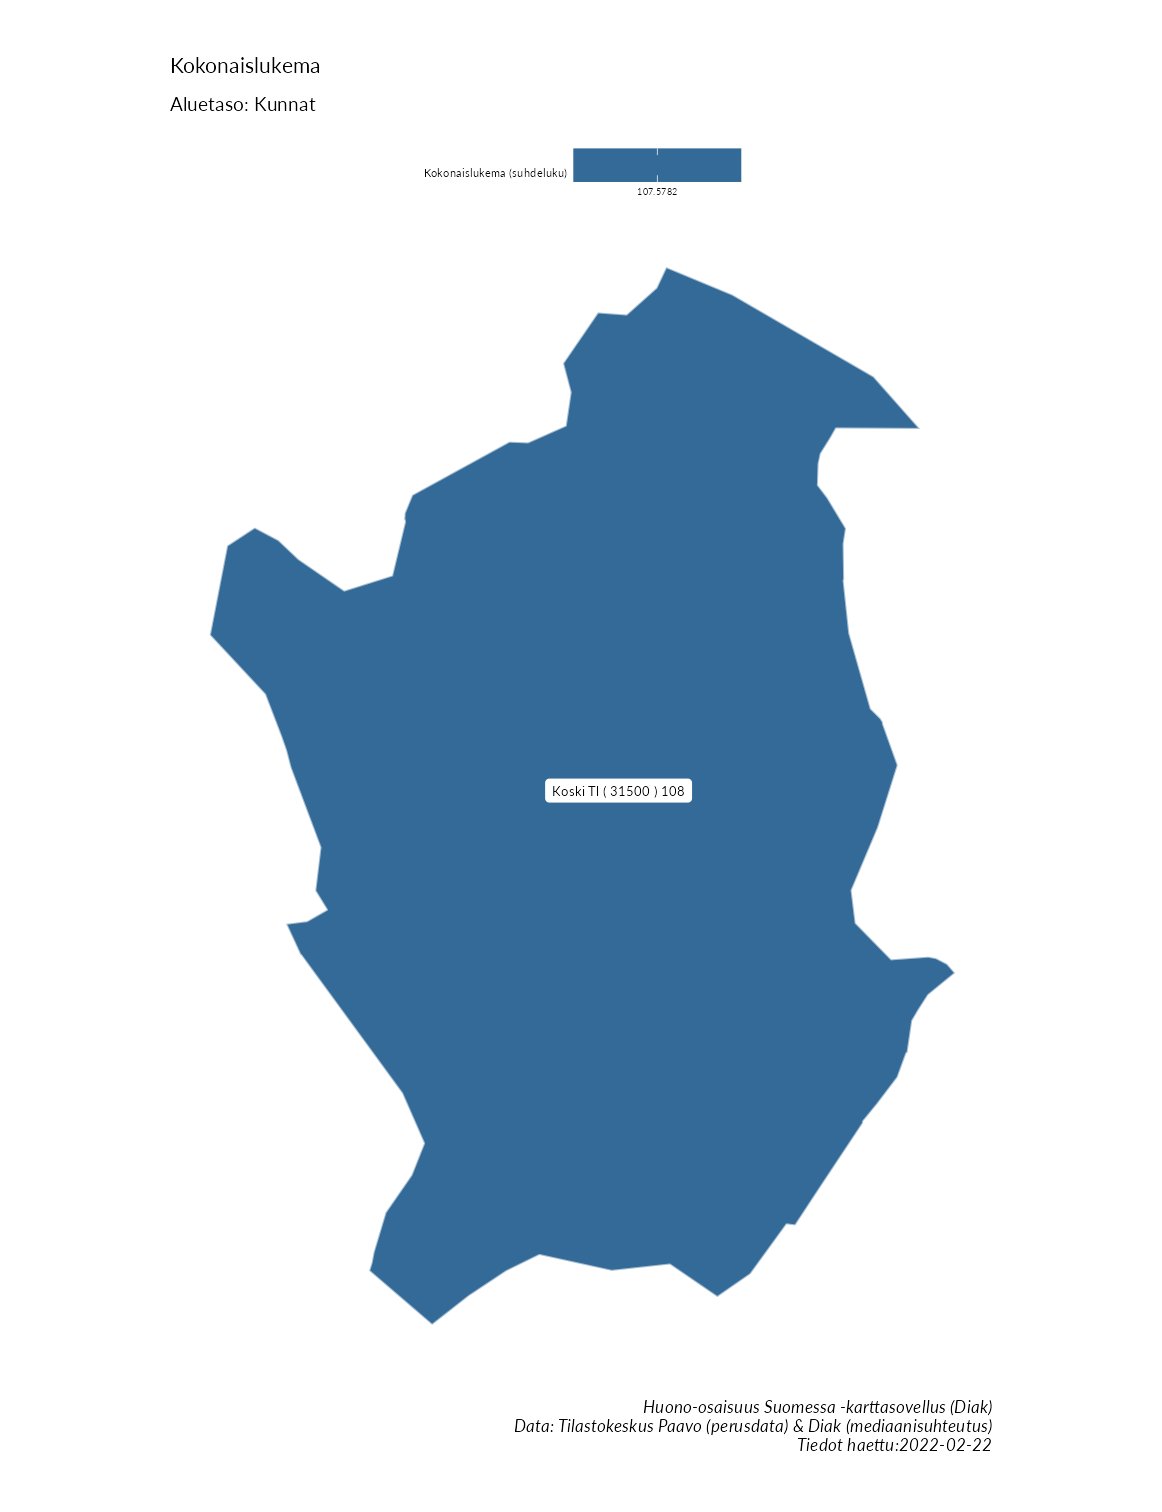 Kokonaislukema
Aluetaso: Kunnat
Kokonaislukema (suhdeluku)
107.5782
Koski Tl ( 31500 ) 108
Huono-osaisuus Suomessa -karttasovellus (Diak)
Data: Tilastokeskus Paavo (perusdata) & Diak (mediaanisuhteutus)
Tiedot haettu:2022-02-22